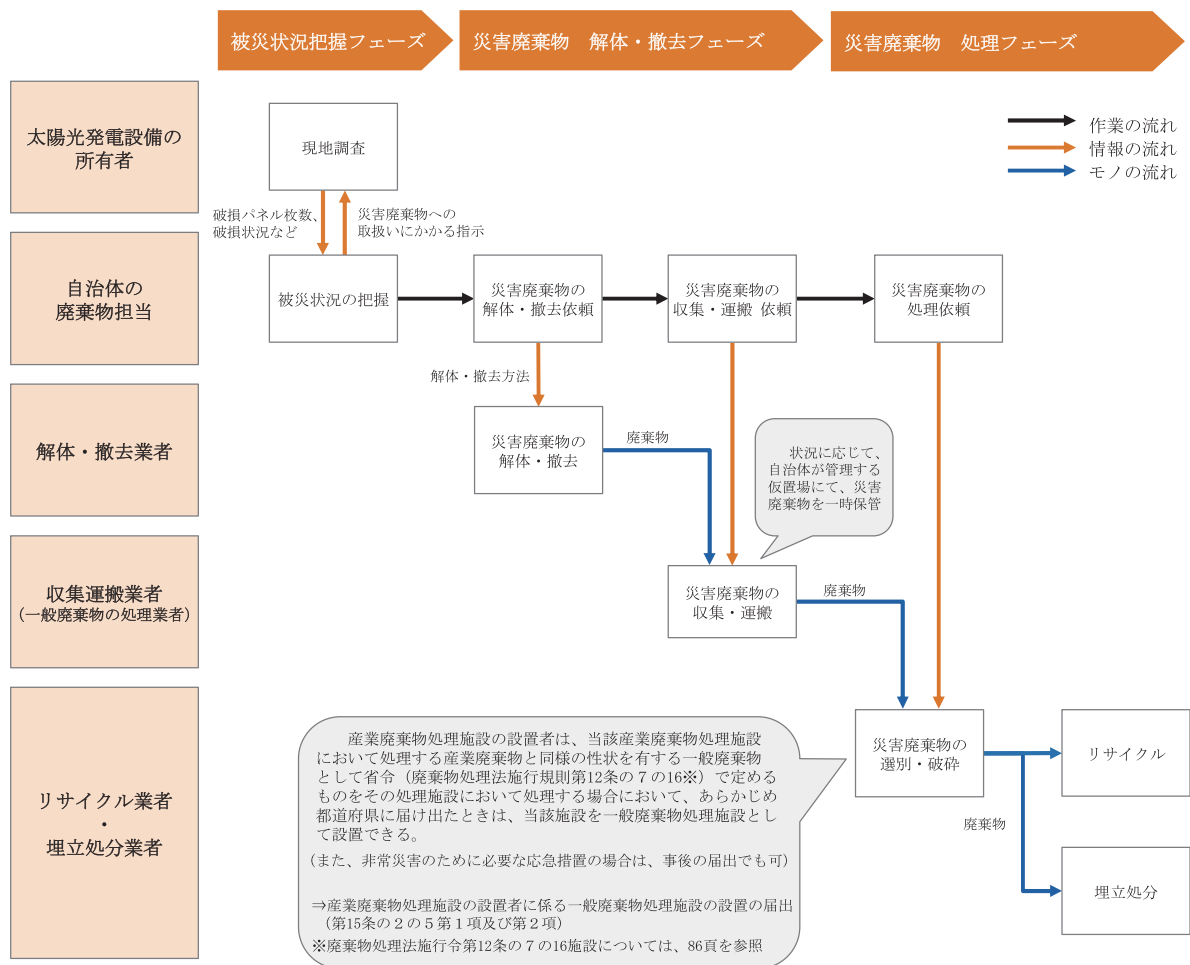 被災状況把握フェーズ
災害廃棄物　解体・撤去フェーズ
災害廃棄物　処理フェーズ
作業の流れ
情報の流れ
モノの流れ
太陽光発電設備の
所有者
現地調査
破損パネル枚数、
破損状況など
災害廃棄物への
取扱いにかかる指示
自治体の
廃棄物担当
被災状況の把握
災害廃棄物の
解体・撤去依頼
災害廃棄物の
収集・運搬 依頼
災害廃棄物の
処理依頼
解体・撤去方法
解体・撤去業者
災害廃棄物の
解体・撤去
廃棄物
状況に応じて、
自治体が管理する
仮置場にて、災害
廃棄物を一時保管
収集運搬業者
（一般廃棄物の処理業者）
災害廃棄物の
収集・運搬
廃棄物
リサイクル業者
・
埋立処分業者
産業廃棄物処理施設の設置者は、当該産業廃棄物処理施設
において処理する産業廃棄物と同様の性状を有する一般廃棄物
として省令（廃棄物処理法施行規則第12条の７の16※）で定める
ものをその処理施設において処理する場合において、あらかじめ
都道府県に届け出たときは、当該施設を一般廃棄物処理施設とし
て設置できる。
（また、非常災害のために必要な応急措置の場合は、事後の届出でも可）
⇒産業廃棄物処理施設の設置者に係る一般廃棄物処理施設の設置の届出
（第15条の２の５第１項及び第２項）
※廃棄物処理法施行令第12条の７の16施設については、86頁を参照
災害廃棄物の
選別・破砕
リサイクル
廃棄物
埋立処分